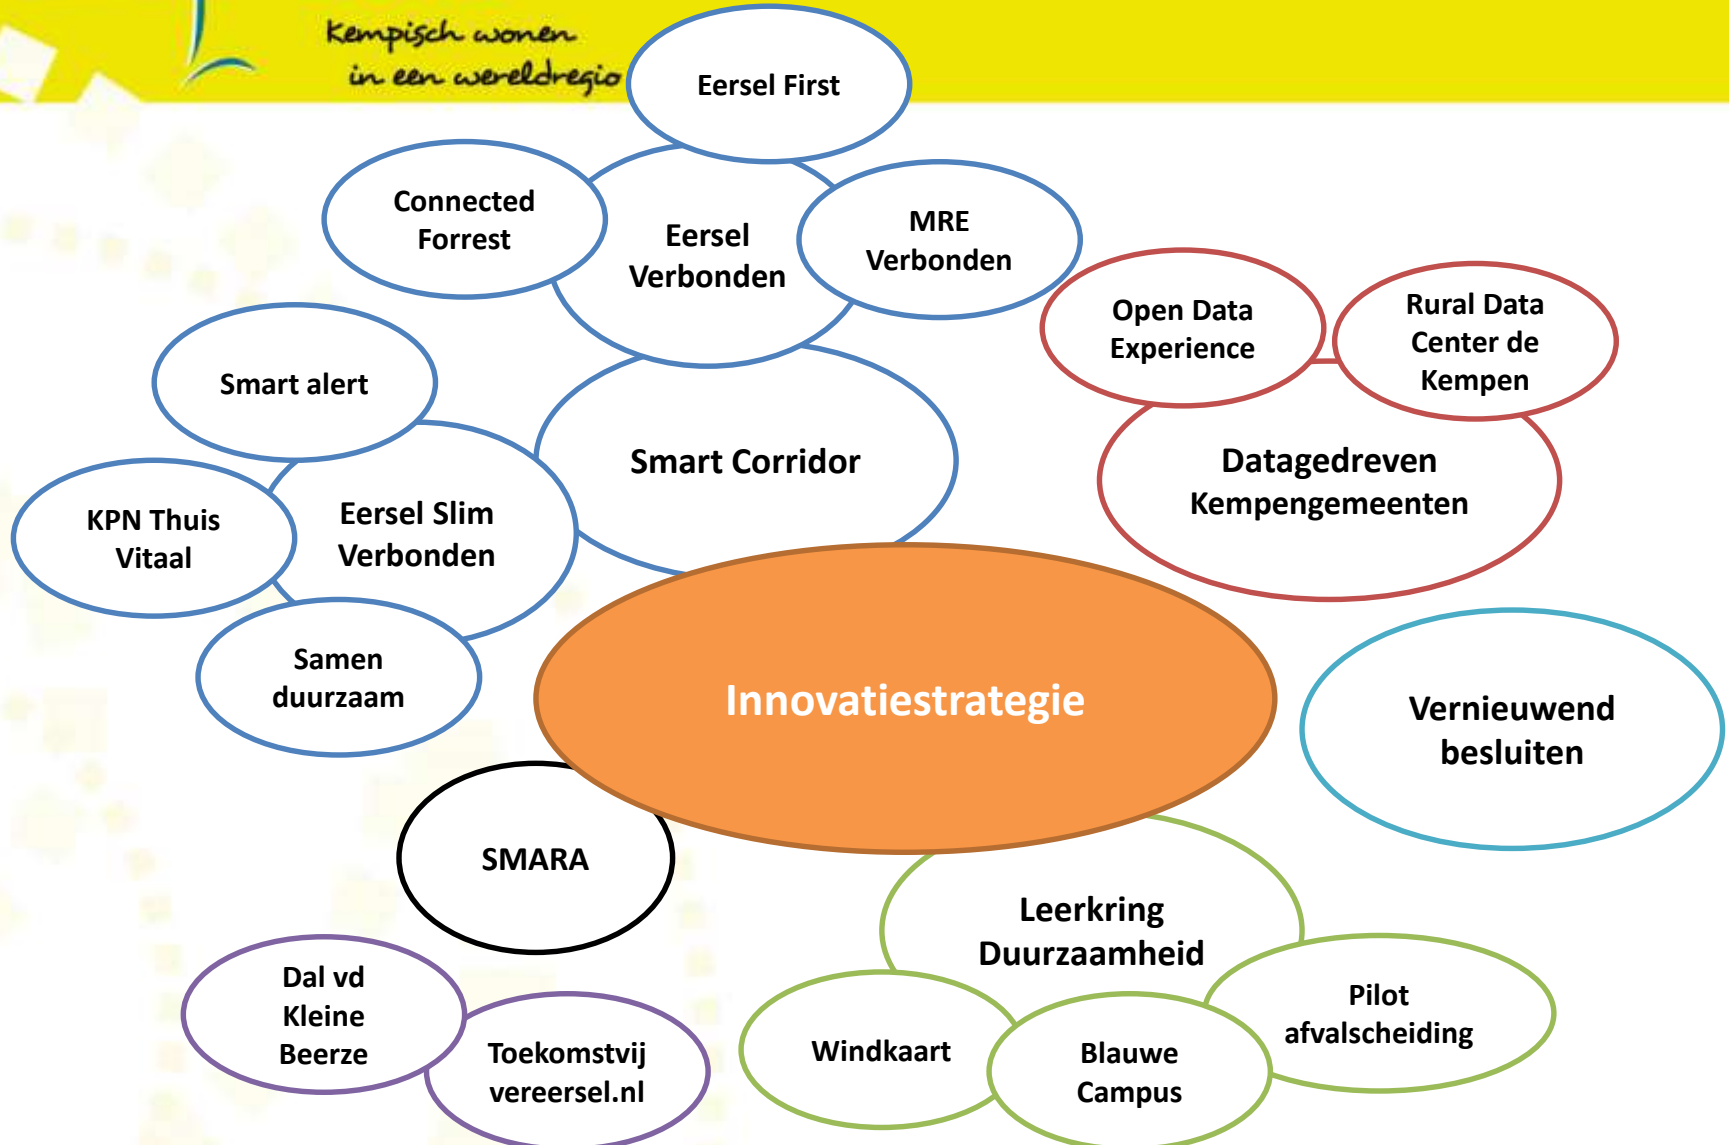 Kempisch wonen
in een wereldregio
Eersel First
Connected
Forrest
Eersel
Verbonden
MRE
Verbonden
Open Data
Experience
Rural Data
Center de
Kempen
Smart alert
Smart Corridor
Datagedreven
Kempengemeenten
KPN Thuis
Vitaal
Eersel Slim
Verbonden
Samen
duurzaam
Innovatiestrategie
Vernieuwend
besluiten
SMARA
Leerkring
Duurzaamheid
Dal vd
Kleine
Beerze
Toekomstvij
vereersel.nl
Windkaart
Blauwe
Campus
Pilot
afvalscheiding